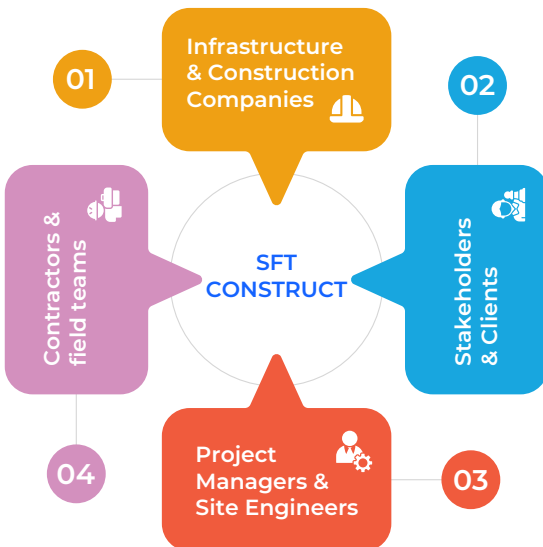 01
Infrastructure
& Construction
Companies
02
Stakeholders
& Clients
SFT
CONSTRUCT
03
Project
Managers &
Site Engineers
04
Contractors &
field teams